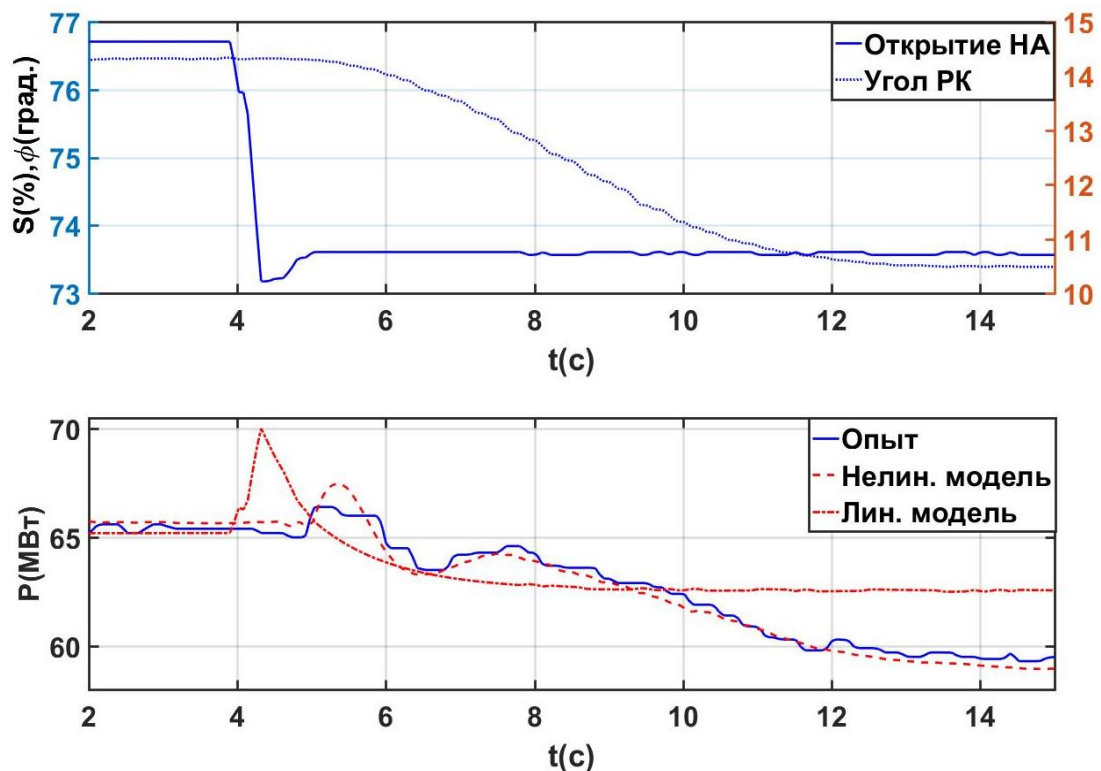 77
76
75
74
73
S(%),ϕ(град.)
15
14
13
12
11
10
Открытие НА
Угол РК
2 4 6 8 10 12 14
t(с)
70
65
60
P(МВт)
Опыт
Нелин. модель
Лин. модель
2 4 6 8 10 12 14
t(с)